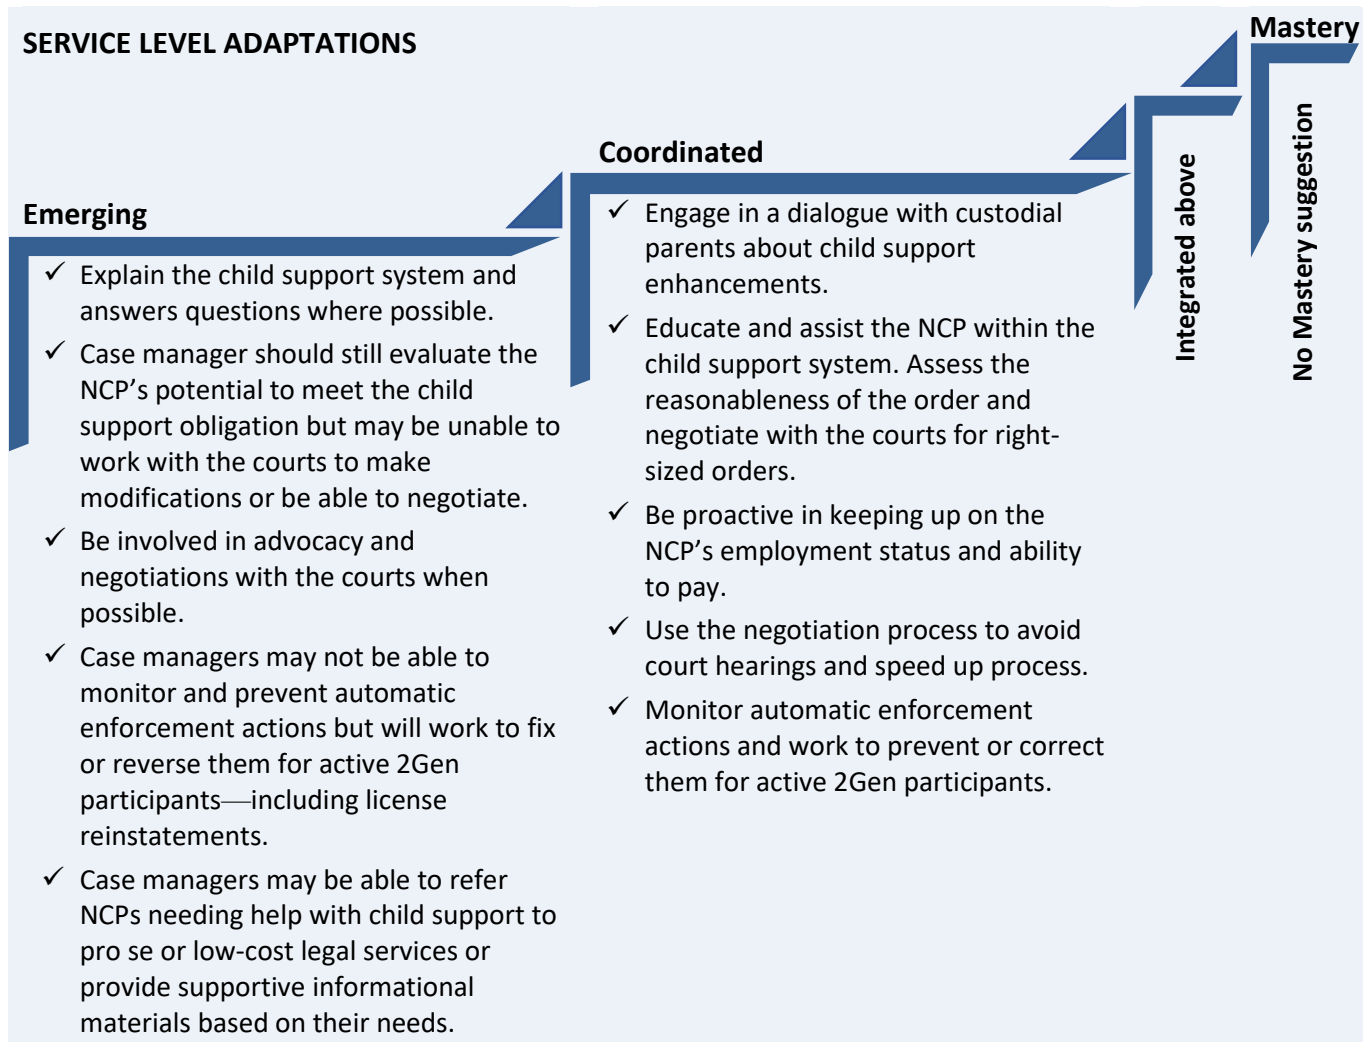 SERVICE LEVEL ADAPTATIONS
Emerging
✓ Explain the child support system and
answers questions where possible.
✓ Case manager should still evaluate the
NCP’s potential to meet the child
support obligation but may be unable to
work with the courts to make
modifications or be able to negotiate.
✓ Be involved in advocacy and
negotiations with the courts when
possible.
✓ Case managers may not be able to
monitor and prevent automatic
enforcement actions but will work to fix
or reverse them for active 2Gen
participants—including license
reinstatements.
✓ Case managers may be able to refer
NCPs needing help with child support to
pro se or low-cost legal services or
provide supportive informational
materials based on their needs.
Coordinated
✓ Engage in a dialogue with custodial
parents about child support
enhancements.
✓ Educate and assist the NCP within the
child support system. Assess the
reasonableness of the order and
negotiate with the courts for right-
sized orders.
✓ Be proactive in keeping up on the
NCP’s employment status and ability
to pay.
✓ Use the negotiation process to avoid
court hearings and speed up process.
✓ Monitor automatic enforcement
actions and work to prevent or correct
them for active 2Gen participants.
Integrated above
Mastery
No Mastery suggestion